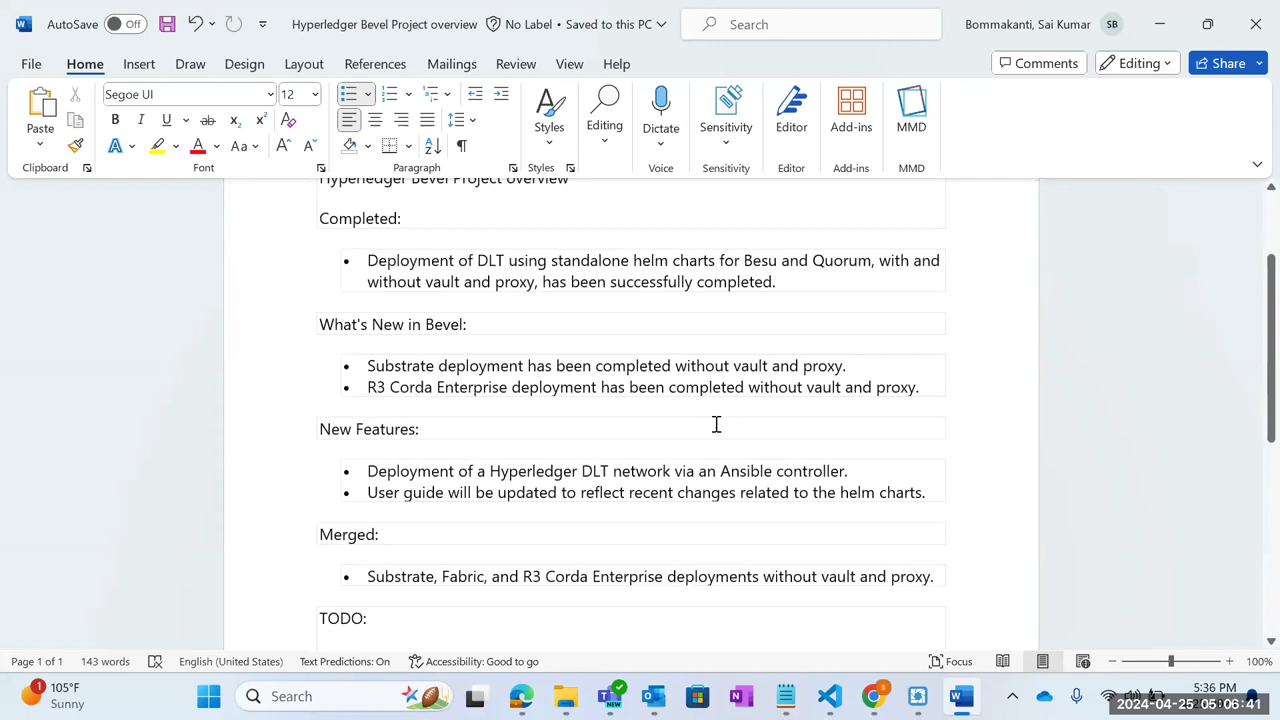 AutoSave Off Hyperledger Bevel Project overview No Label • Saved to this PC Search Bommakanti, Sai Kumar SB
File Home Insert Draw Design Layout References Mailings Review View Help Comments Editing Share
Segoe UI 12
Paste Styles Editing Dictate Sensitivity Editor Add-ins MMD
Clipboard Font Paragraph Styles Voice Sensitivity Editor Add-ins MMD
Hyperledger Bevel Project overview
Completed:
• Deployment of DLT using standalone helm charts for Besu and Quorum, with and
without vault and proxy, has been successfully completed.
What's New in Bevel:
• Substrate deployment has been completed without vault and proxy.
• R3 Corda Enterprise deployment has been completed without vault and proxy.
New Features:
• Deployment of a Hyperledger DLT network via an Ansible controller.
• User guide will be updated to reflect recent changes related to the helm charts.
Merged:
• Substrate, Fabric, and R3 Corda Enterprise deployments without vault and proxy.
TODO:
Page 1 of 1 143 words English (United States) Text Predictions: On Accessibility: Good to go Focus 100%
105°F
Sunny
Search
5:36 PM
2024-04-25 05:06:41